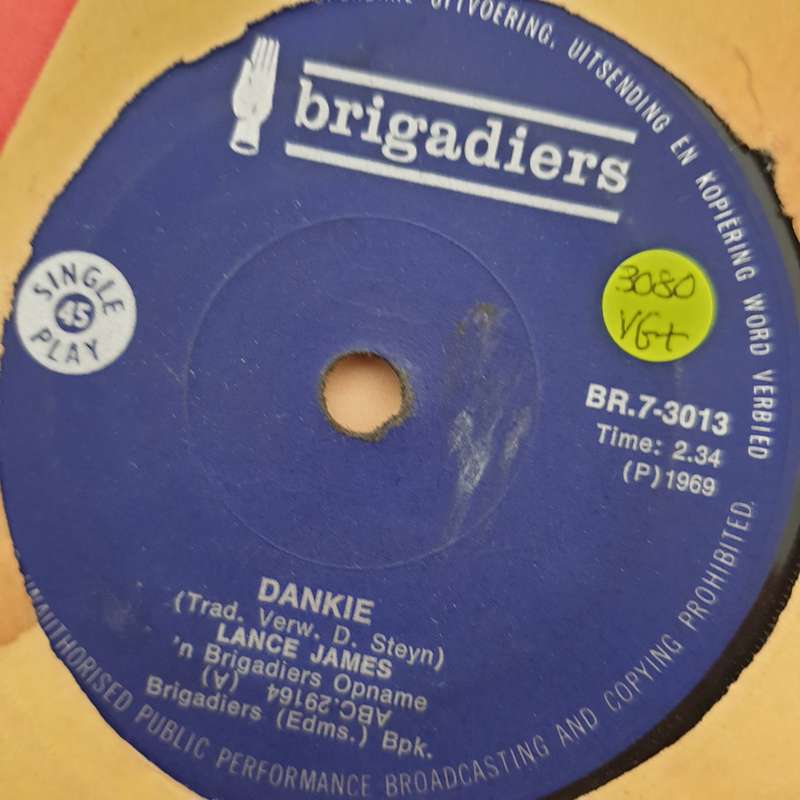 UITVOERING, UITSENDING EN KOPIËRING WORD VERBIED
brigadiers
SINGLE
45
PLAY
3080
VG+
BR.7-3013
Time: 2.34
(P)1969
DANKIE
(Trad. Verw. D. Steyn)
LANCE JAMES
'n Brigadiers Opname
(A)
ABC.29164 (A)
Brigadiers (Edms.) Bpk.
UNAUTHORISED PUBLIC PERFORMANCE BROADCASTING AND COPYING PROHIBITED.